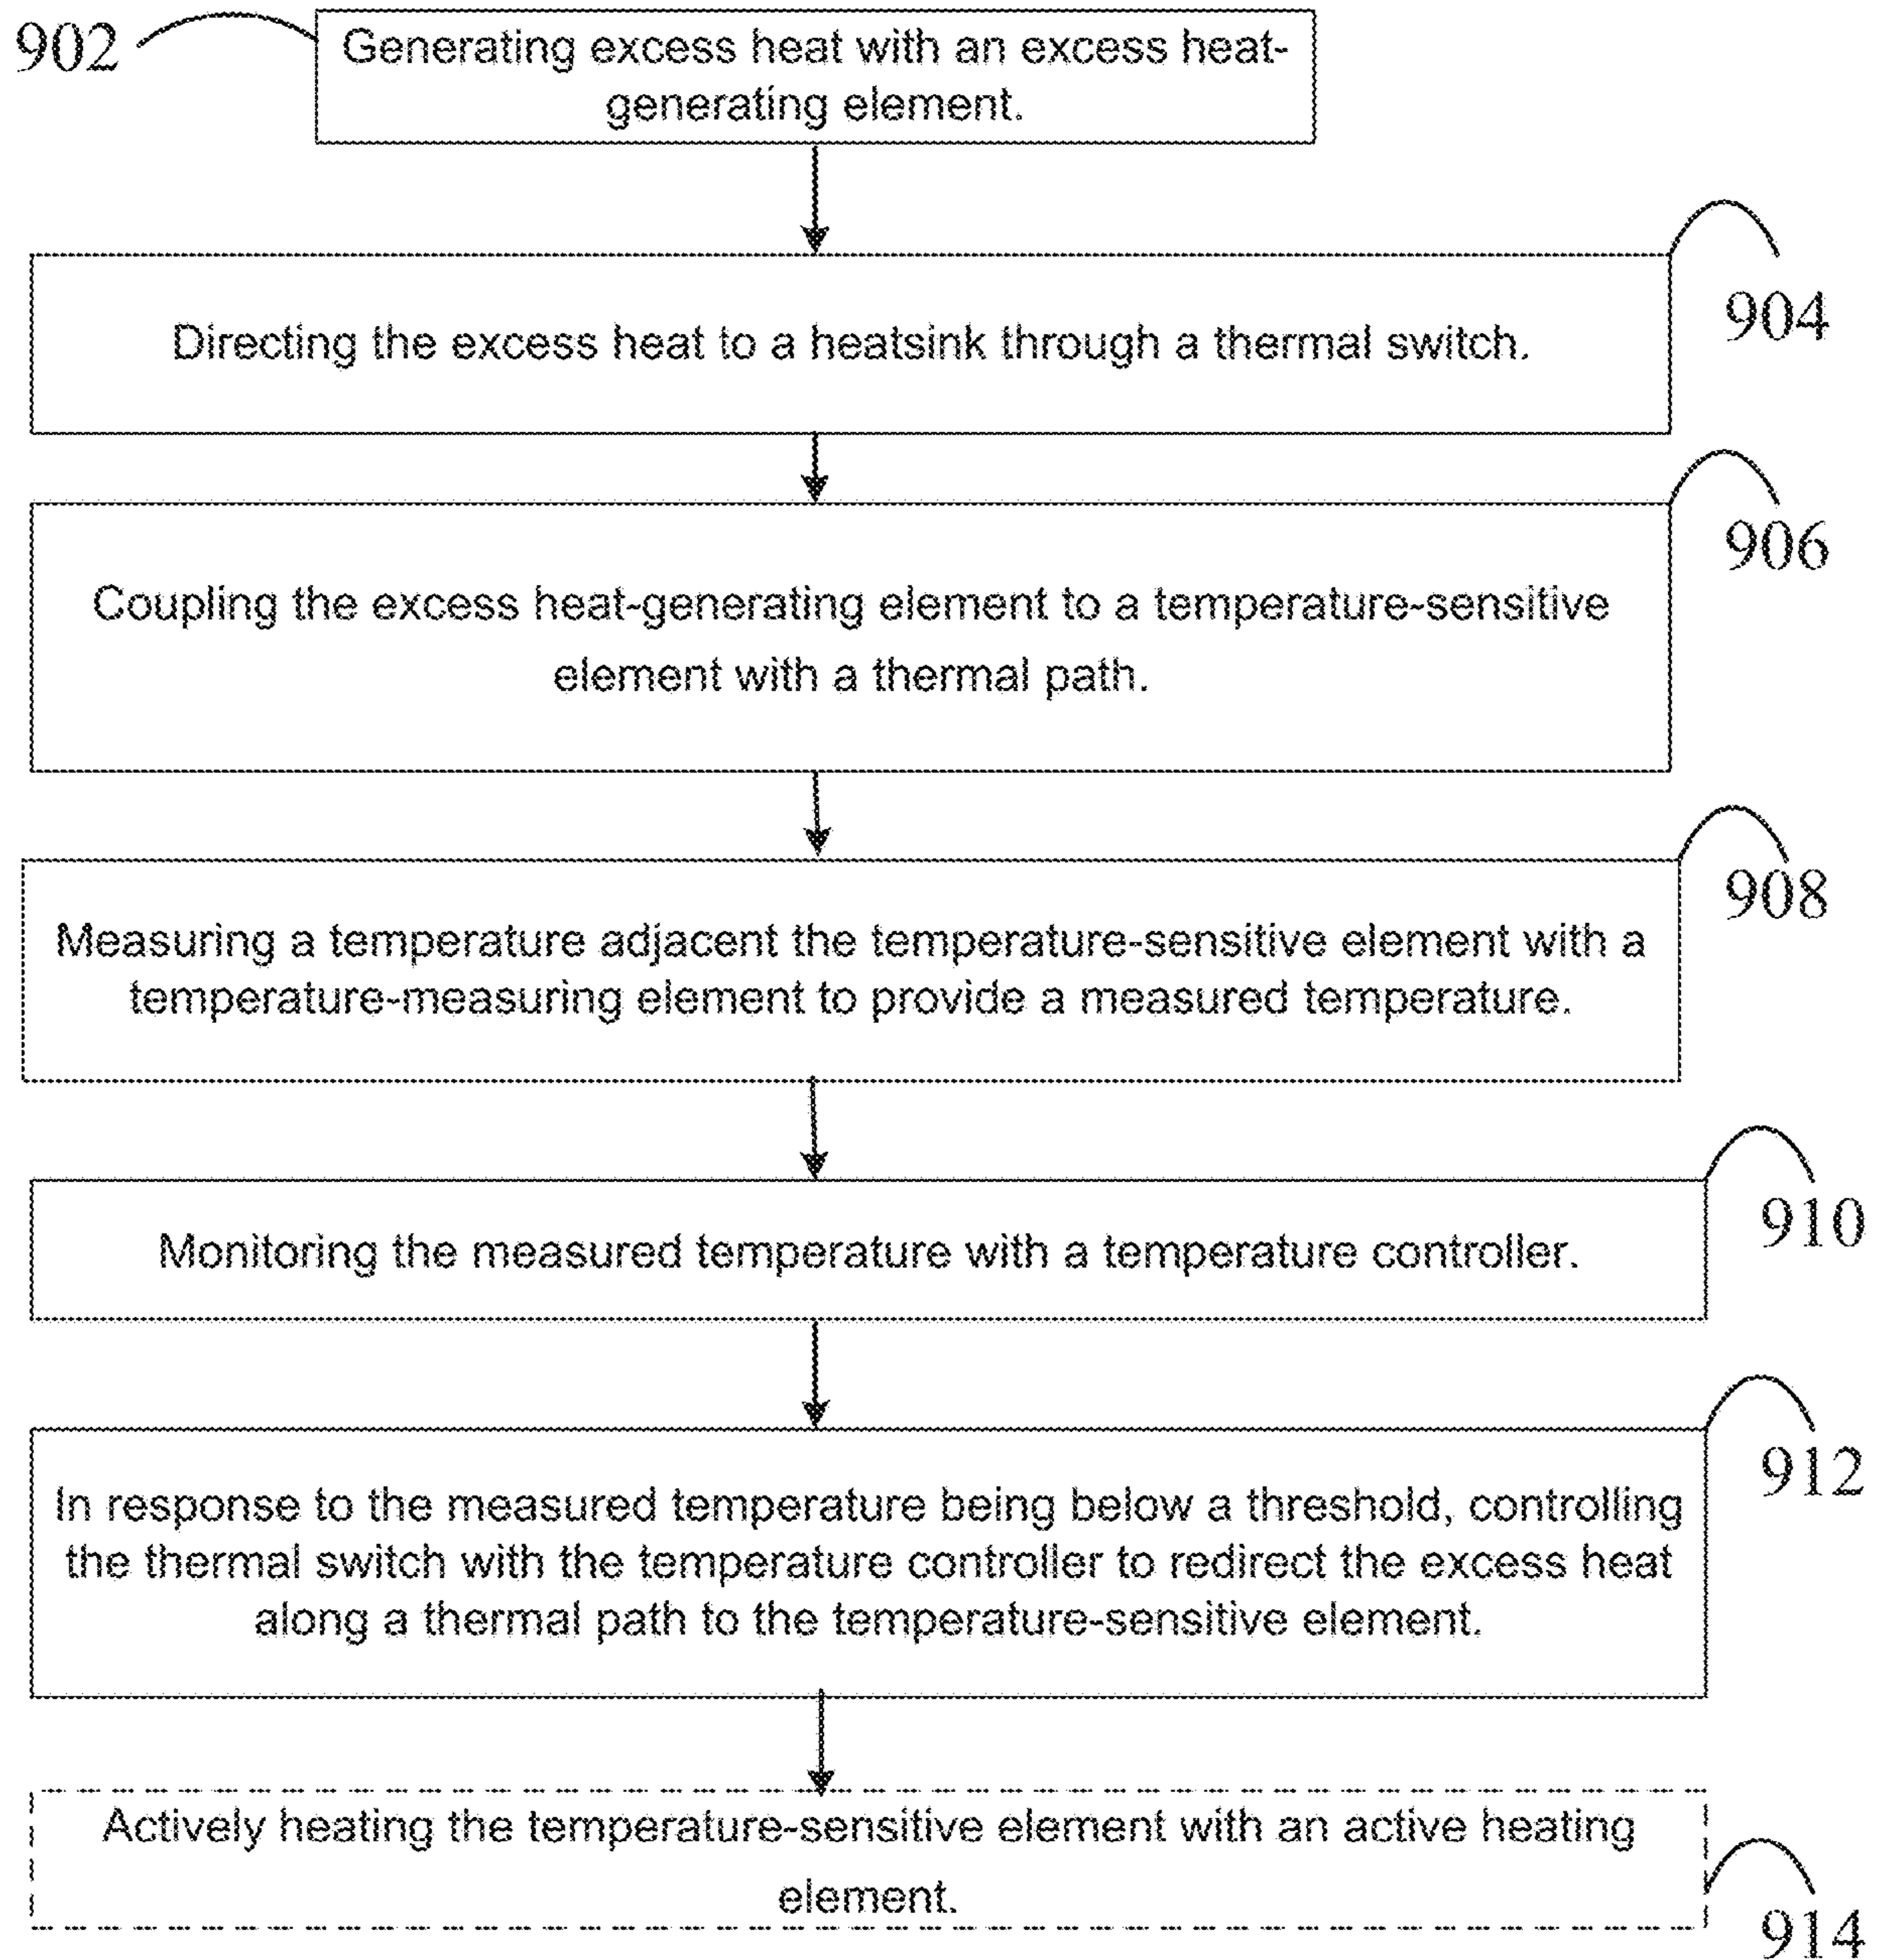 902
Generating excess heat with an excess heat-
generating element.
904
Directing the excess heat to a heatsink through a thermal switch.
906
Coupling the excess heat-generating element to a temperature-sensitive
element with a thermal path.
908
Measuring a temperature adjacent the temperature-sensitive element with a
temperature-measuring element to provide a measured temperature.
910
Monitoring the measured temperature with a temperature controller.
912
In response to the measured temperature being below a threshold, controlling
the thermal switch with the temperature controller to redirect the excess heat
along a thermal path to the temperature-sensitive element.
Actively heating the temperature-sensitive element with an active heating
element.
914